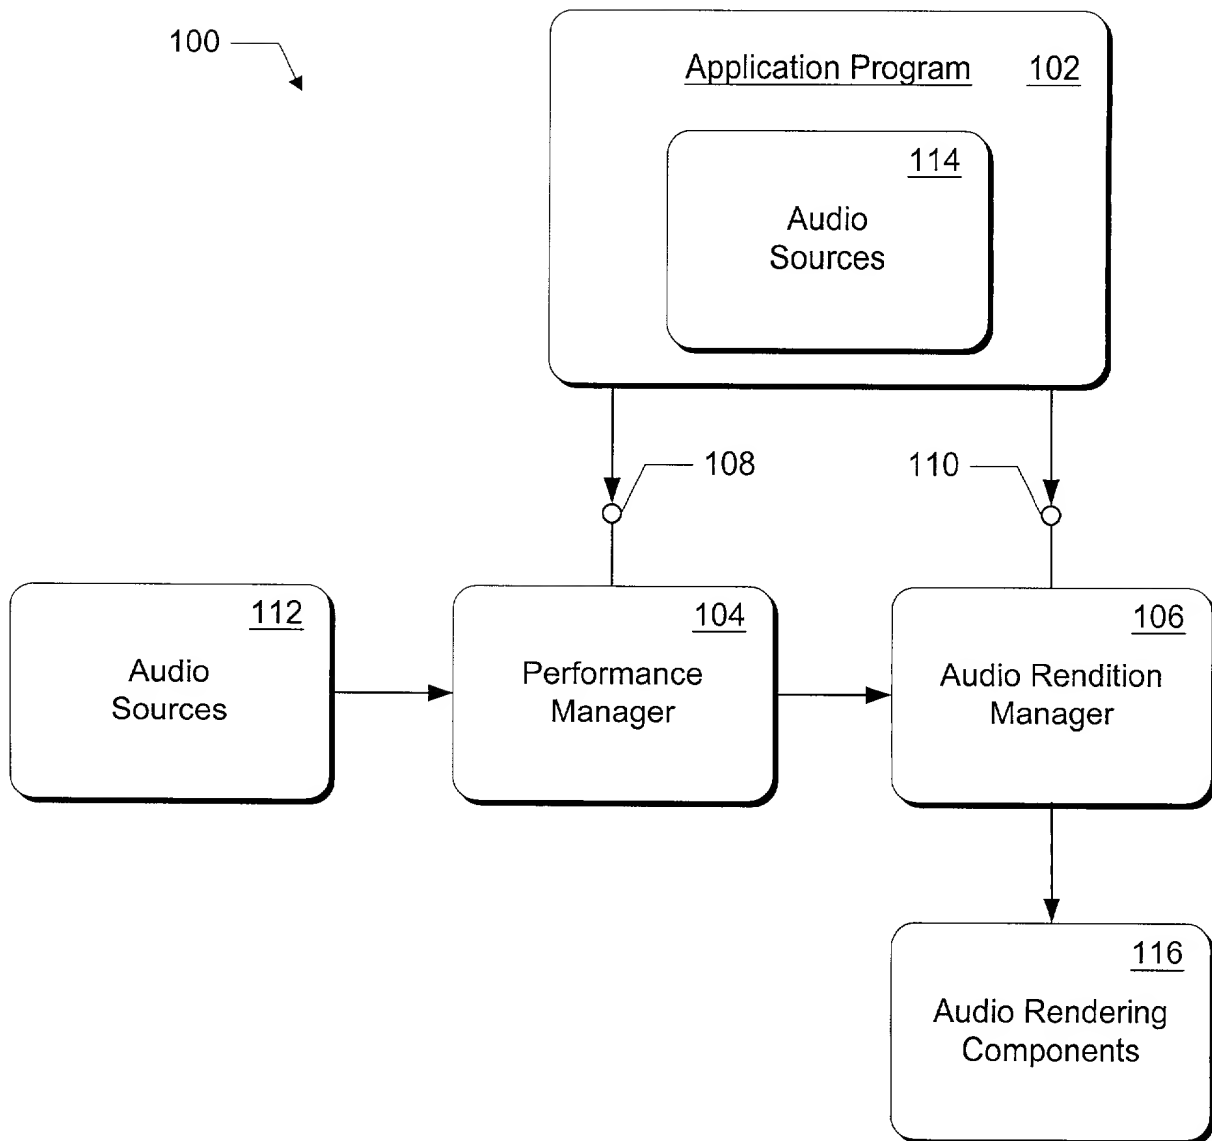 100
Application Program 102
114
Audio
Sources
108
110
112
Audio
Sources
104
Performance
Manager
106
Audio Rendition
Manager
116
Audio Rendering
Components